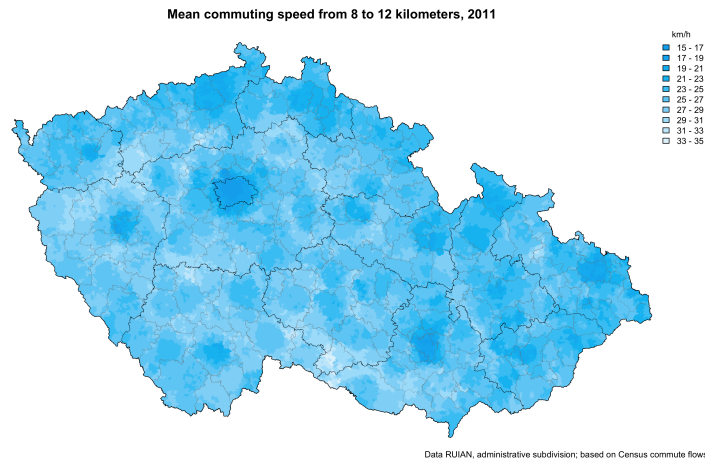 Mean commuting speed from 8 to 12 kilometers, 2011
km/h
15 - 17
17 - 19
19 - 21
21 - 23
23 - 25
25 - 27
27 - 29
29 - 31
31 - 33
33 - 35
Data RUIAN, administrative subdivision; based on Census commute flows